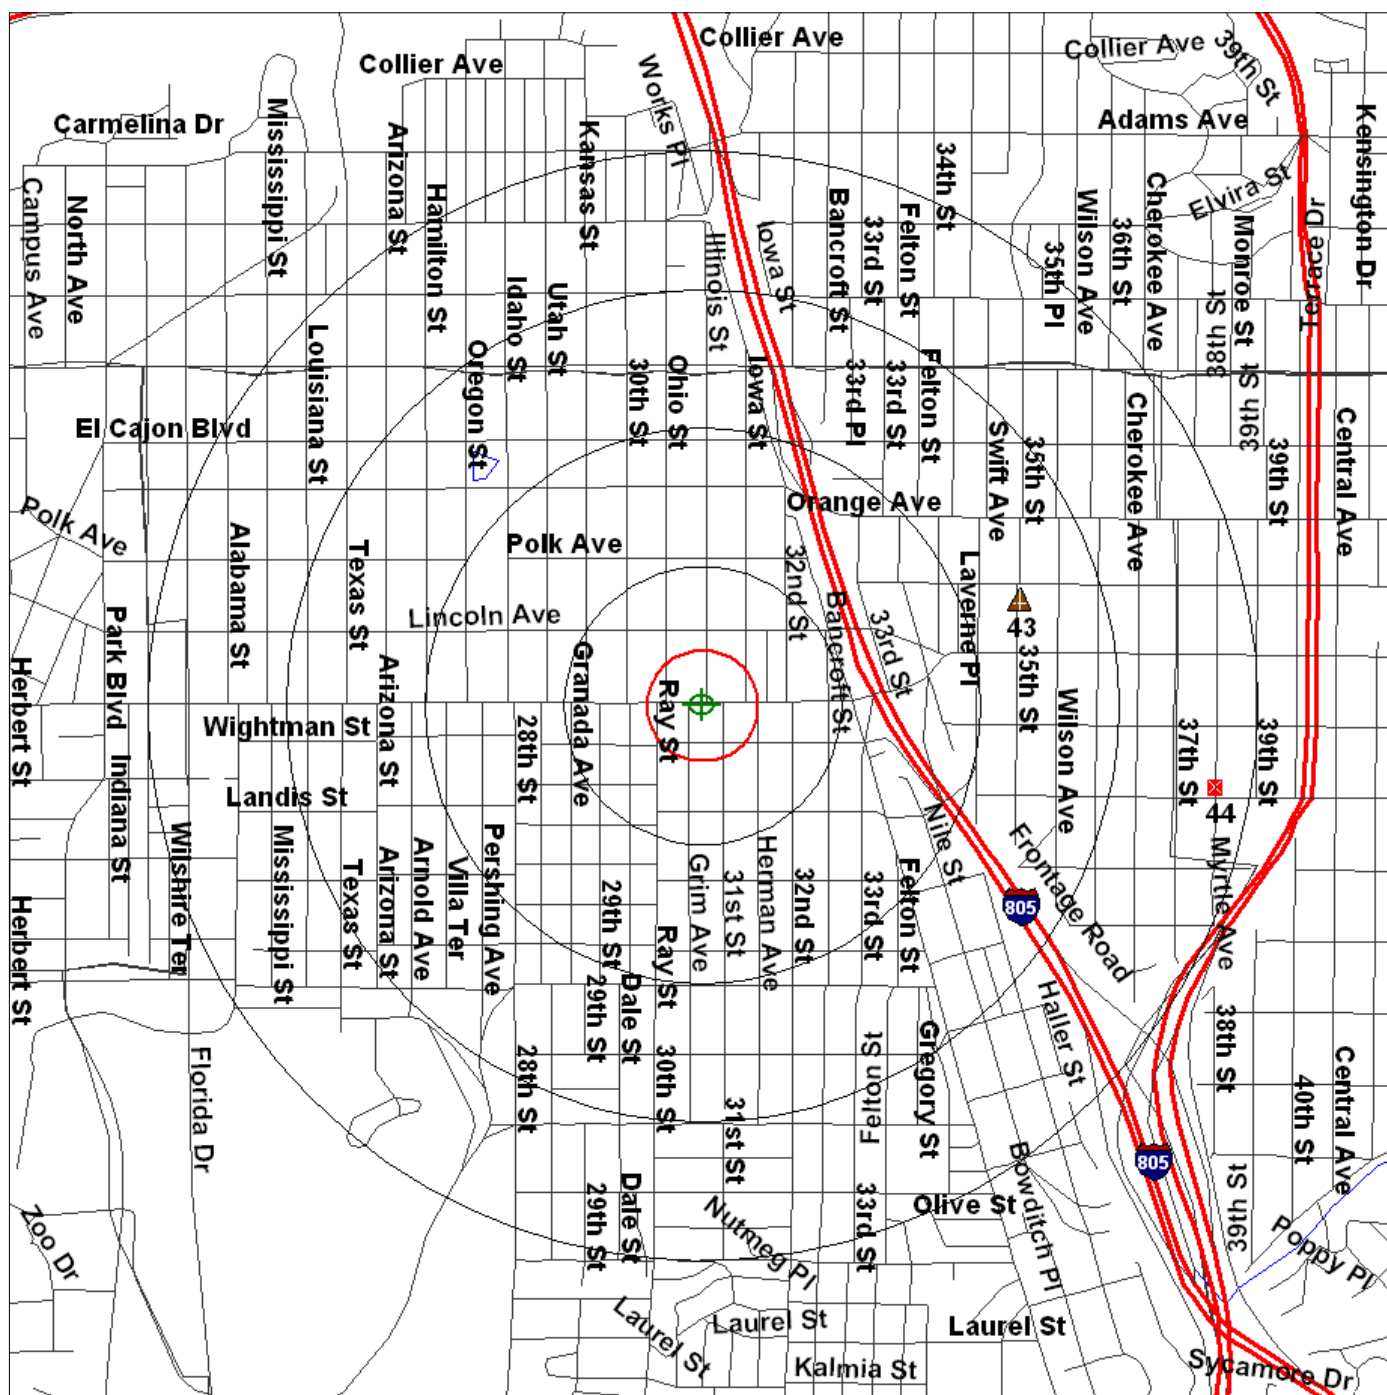 Collier Ave
Collier Ave
39th St
Collier Ave
Works Pl
Carmelina Dr
Mississippi St
Arizona St
Kansas St
Adams Ave
Kensington Dr
34th St
Elvira St
Campus Ave
North Ave
Hamilton St
Illinois St
Iowa St
Bancroft St
33rd St
Felton St
35th Pl
Wilson Ave
36th St
Cherokee Ave
Monroe St
38th St
Terrace Dr
Louisiana St
Idaho St
Utah St
Oregon St
30th St
Ohio St
Iowa St
33rd Pl
33rd St
Felton St
Swift Ave
35th St
Cherokee Ave
39th St
39th St
Central Ave
El Cajon Blvd
Orange Ave
Polk Ave
Polk Ave
Alabama St
Texas St
32nd St
Laverne Pl
Lincoln Ave
Bancroft St
33rd St
43
35th St
Park Blvd
Herbert St
Arizona St
Granada Ave
Ray St
Wilson Ave
37th St
39th St
Wightman St
28th St
Indiana St
Landis St
44
Wilshire Ter
Mississippi St
Texas St
Arizona St
Arnold Ave
Villa Ter
Pershing Ave
29th St
Grim Ave
31st St
Herman Ave
32nd St
33rd St
Felton St
Nile St
Frontage Road
Myrtle Ave
805
Herbert St
Ray St
29th St
Dale St
Haller St
38th St
Florida Dr
28th St
30th St
31st St
Felton St
Gregory St
40th St
Central Ave
805
Bowditch Pl
39th St
Zoo Dr
29th St
Dale St
Nutmeg Pl
33rd St
Olive St
Poppy Pl
Laurel St
Laurel St
Laurel St
Kalmia St
Sycamore Dr